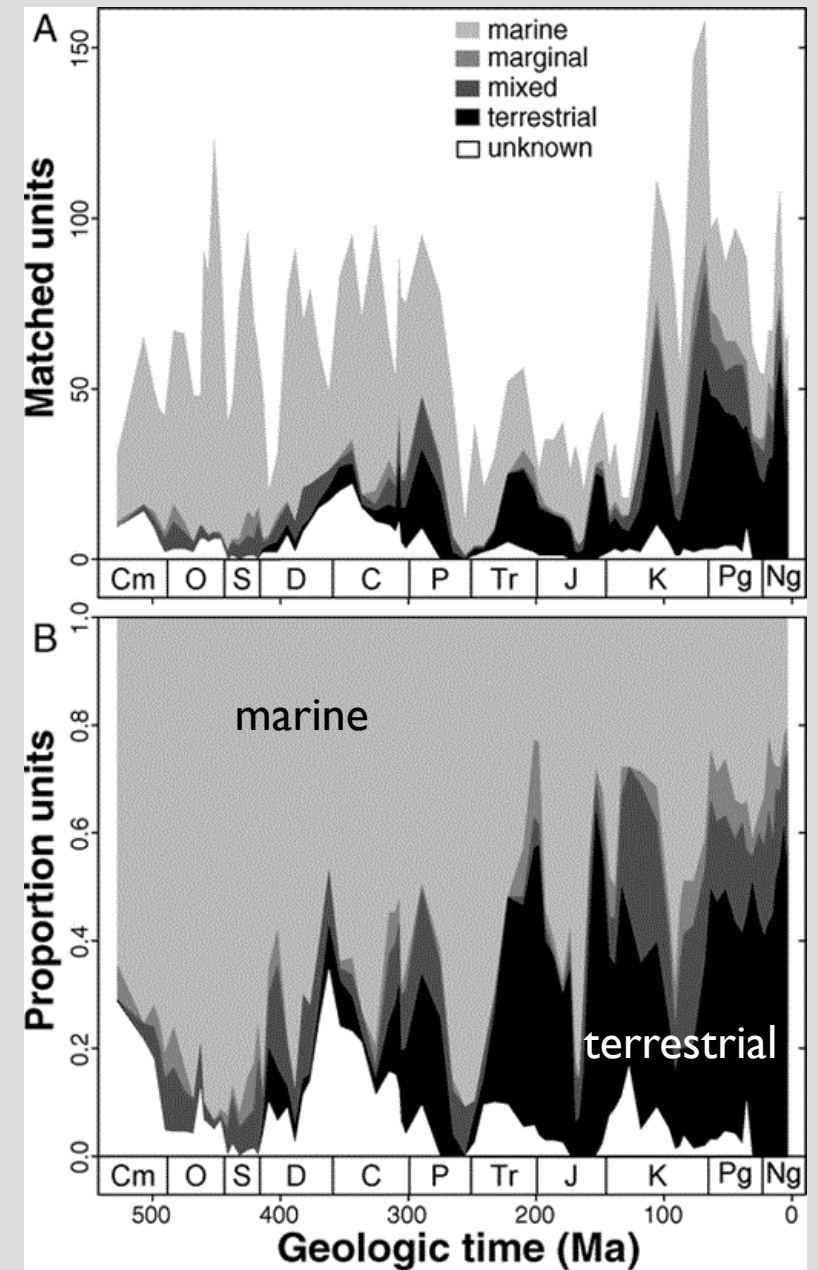 A
marine
marginal
mixed
terrestrial
unknown
Matched units
150
100
50
0
Cm O S D C P Tr J K Pg Ng
B
marine
terrestrial
Proportion units
1.0
0.8
0.6
0.4
0.2
0.0
Cm O S D C P Tr J K Pg Ng
500 400 300 200 100 0
Geologic time (Ma)